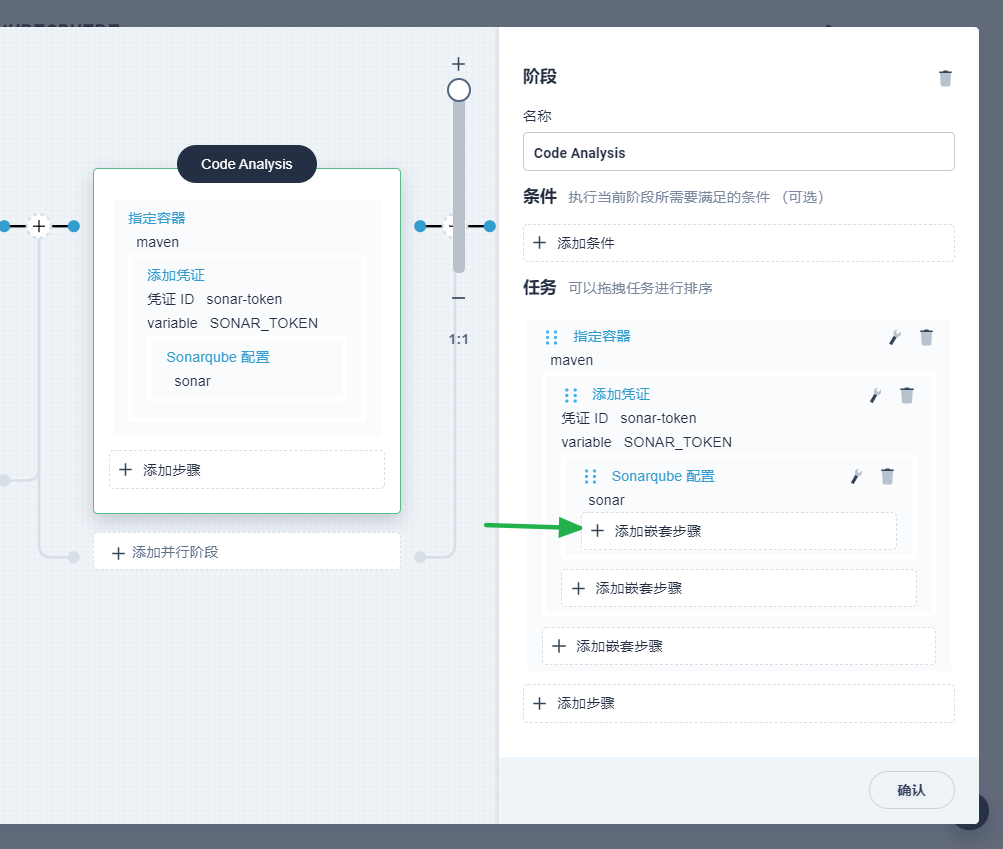 Code Analysis
指定容器
maven
添加凭证
凭证 ID sonar-token
variable SONAR_TOKEN
Sonarqube 配置
sonar
添加步骤
添加并行阶段
1:1
阶段
名称
Code Analysis
条件 执行当前阶段所需要满足的条件 (可选)
添加条件
任务 可以拖拽任务进行排序
指定容器
maven
添加凭证
凭证 ID sonar-token
variable SONAR_TOKEN
Sonarqube 配置
sonar
添加嵌套步骤
添加嵌套步骤
添加嵌套步骤
添加步骤
确认